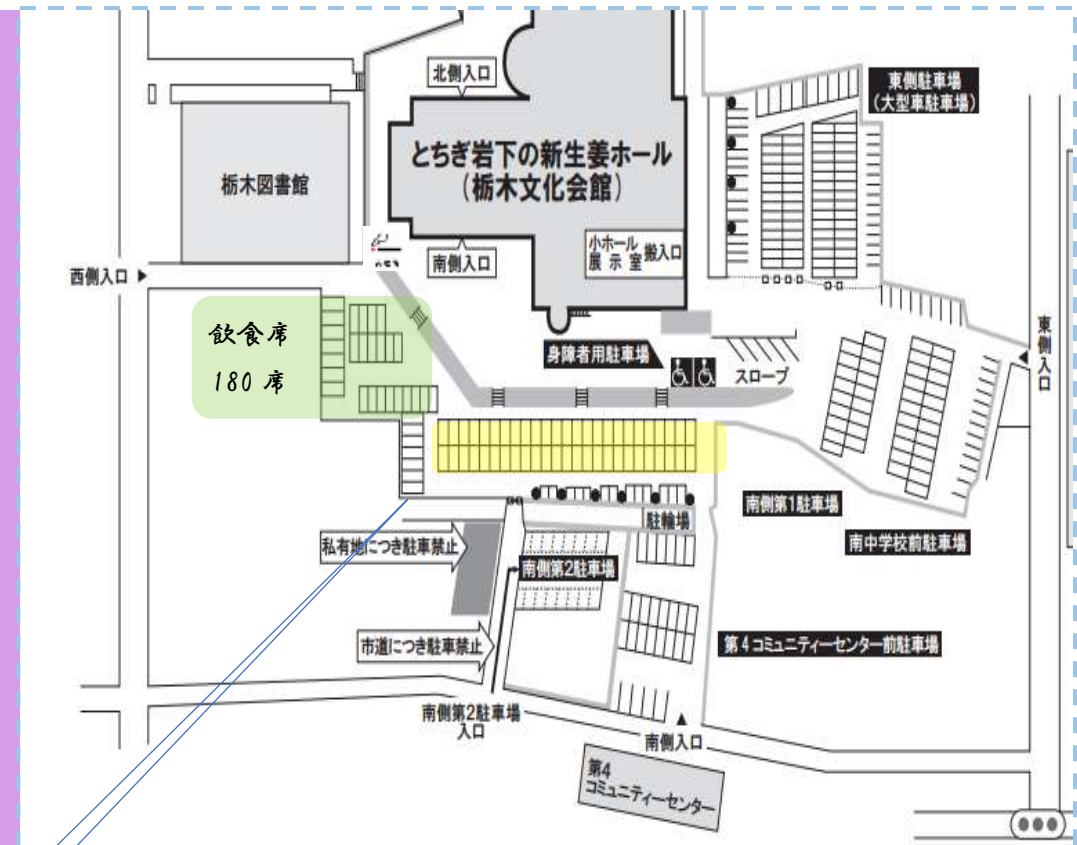 北側入口
東側駐車場
(大型車駐車場)
とちぎ岩下の新生姜ホール
(栃木文化会館)
栃木図書館
小ホール
展示室
搬入口
南側入口
西側入口
飲食席
180 席
東側入口
身障者用駐車場
スロープ
南側第1駐車場
駐輪場
南中学校前駐車場
私有地につき駐車禁止
南側第2駐車場
市道につき駐車禁止
第4コミュニティーセンター前駐車場
南側第2駐車場
入口
南側入口
第4
コミュニティーセンター